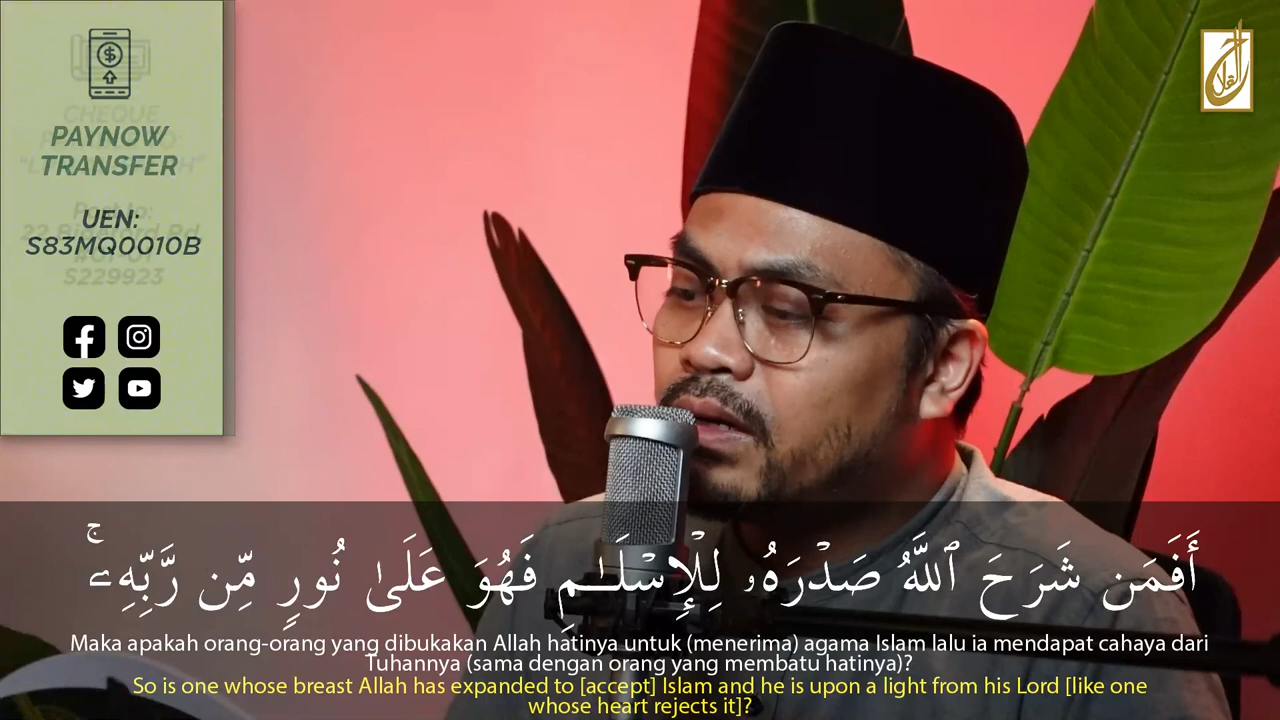 PAYNOW
TRANSFER
UEN:
S83MQ0010B
S229923
أَفَمَن شَرَحَ ٱللَّهُ صَدْرَهُۥ لِلْإِسْلَـٰمِ فَهُوَ عَلَىٰ نُورٍ مِّن رَّبِّهِۦ ۚ
Maka apakah orang-orang yang dibukakan Allah hatinya untuk (menerima) agama Islam lalu ia mendapat cahaya dari
Tuhannya (sama dengan orang yang membatu hatinya)?
So is one whose breast Allah has expanded to [accept] Islam and he is upon a light from his Lord [like one
whose heart rejects it]?